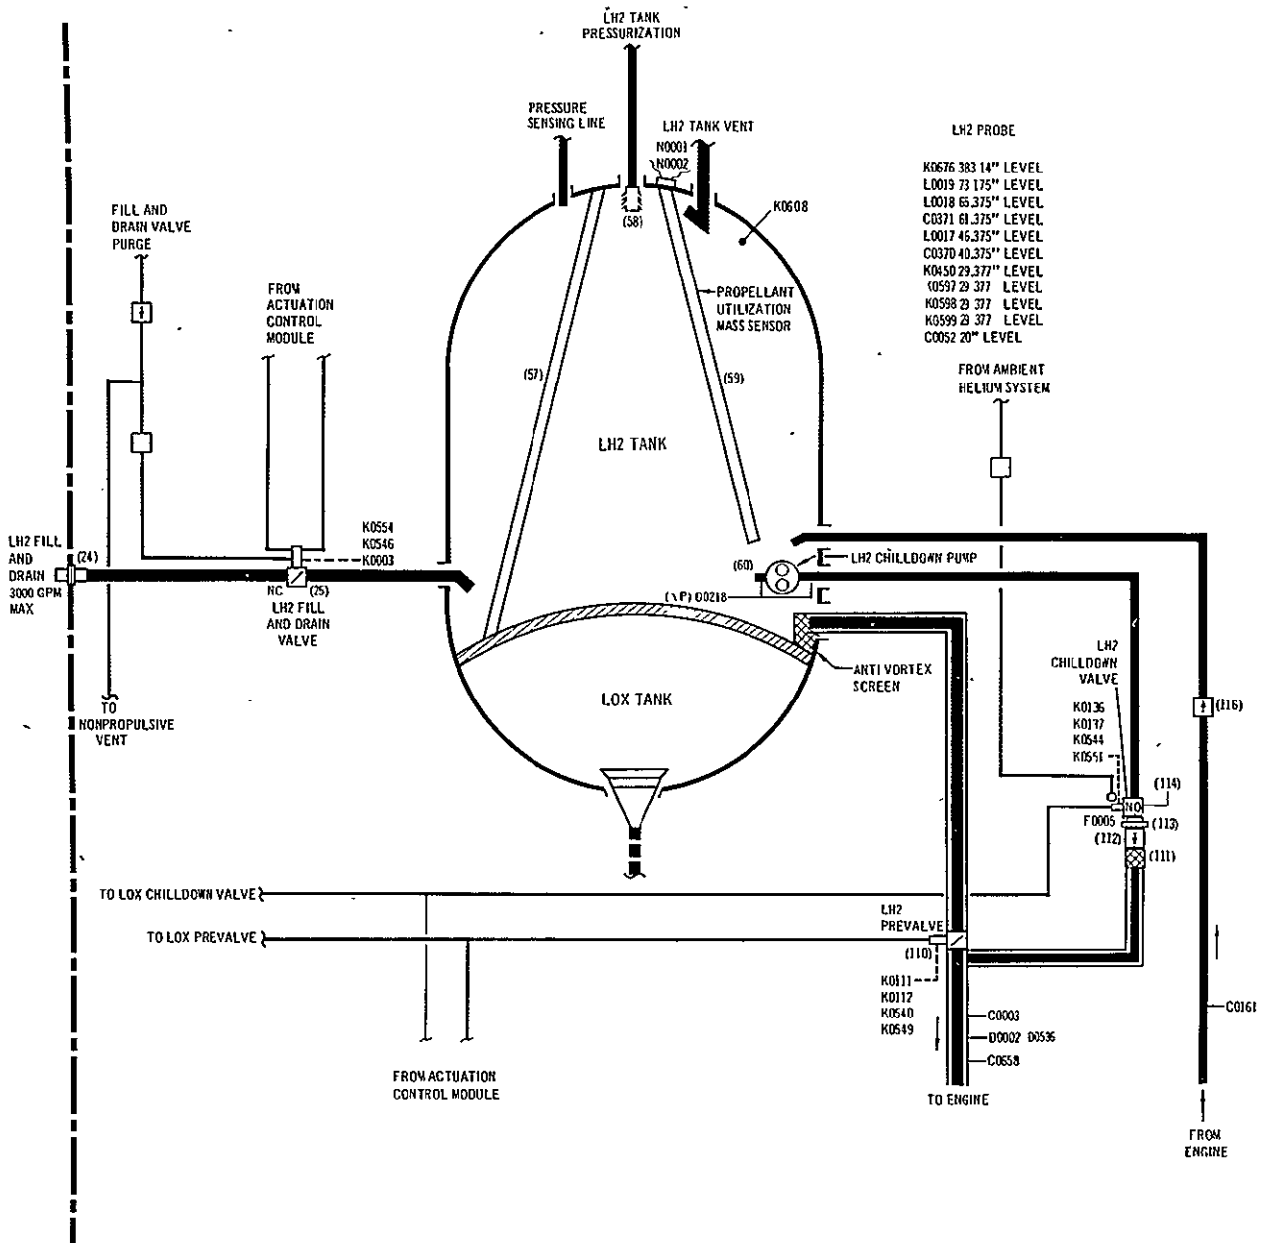 LH2 TANK
PRESSURIZATION
PRESSURE
SENSING LINE
LH2 TANK VENT
N0001
N0002
(58)
K0608
LH2 PROBE
K0676 383 14" LEVEL
L0019 73 175" LEVEL
L0018 65.375" LEVEL
C0371 61.375" LEVEL
L0017 46.375" LEVEL
C0370 40.375" LEVEL
K0450 29.377" LEVEL
K0597 29 377 LEVEL
K0598 29 377 LEVEL
K0599 29 377 LEVEL
C0052 20" LEVEL
FILL AND
DRAIN VALVE
PURGE
FROM
ACTUATION
CONTROL
MODULE
PROPELLANT
UTILIZATION
MASS SENSOR
(57)
(59)
FROM AMBIENT
HELIUM SYSTEM
LH2 TANK
LH2 FILL
AND
DRAIN
3000 GPM
MAX
(24)
K0554
K0546
K0003
NC
(25)
LH2 FILL
AND DRAIN
VALVE
(60)
LH2 CHILLDOWN PUMP
D0218
ANTI VORTEX
SCREEN
LOX TANK
TO
NONPROPULSIVE
VENT
LH2
CHILLDOWN
VALVE
K0136
K0137
K0544
K0551
(116)
(114)
NO
F0005
(113)
(112)
(111)
TO LOX CHILLDOWN VALVE
TO LOX PREVALVE
LH2
PREVALVE
(110)
K0111
K0112
K0540
K0549
C0003
D0002 D0536
C0658
C0161
FROM ACTUATION
CONTROL MODULE
TO ENGINE
FROM
ENGINE